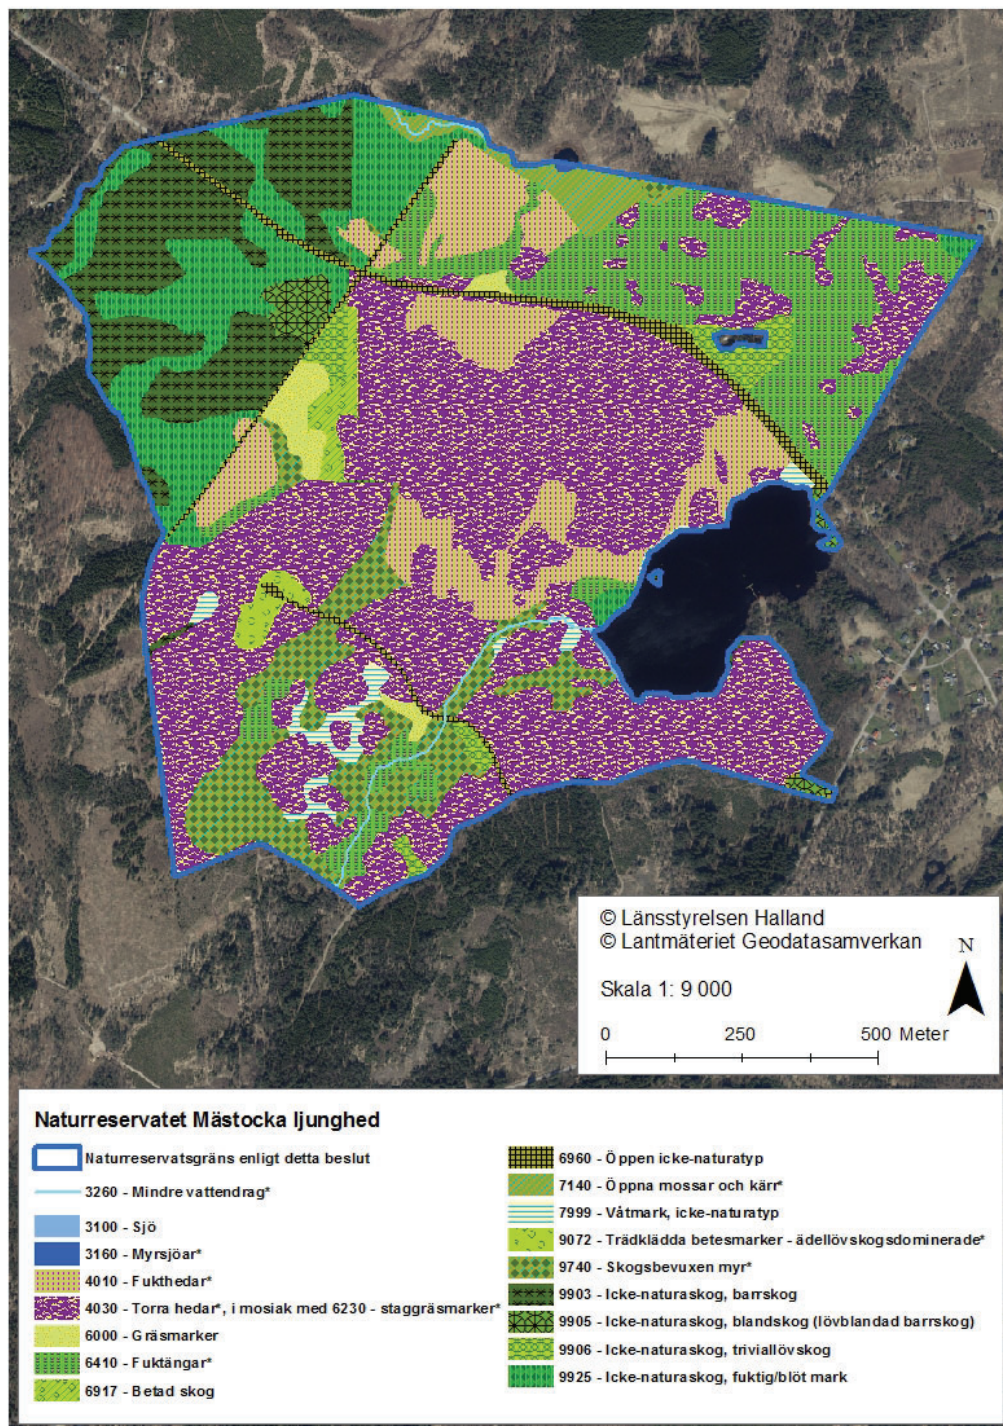 © Länsstyrelsen Halland
© Lantmäteriet Geodatasamverkan
N
Skala 1: 9 000
0 250 500 Meter
Naturreservatet Mästocka ljunghed
Naturreservatsgräns enligt detta beslut
3260 - Mindre vattendrag*
3100 - Sjö
3160 - Myrsjöar*
4010 - Fukthedar*
4030 - Torra hedar*, i mosiak med 6230 - staggräsmarker*
6000 - Gräsmarker
6410 - Fuktängar*
6917 - Betad skog
6960 - Öppen icke-naturatyp
7140 - Öppna mossar och kärr*
7999 - Våtmark, icke-naturatyp
9072 - Trädklädda betesmarker - ädellövskogsdominerade*
9740 - Skogsbevuxen myr*
9903 - Icke-naturaskog, barrskog
9905 - Icke-naturaskog, blandskog (lövblandad barrskog)
9906 - Icke-naturaskog, triviallövskog
9925 - Icke-naturaskog, fuktig/blöt mark